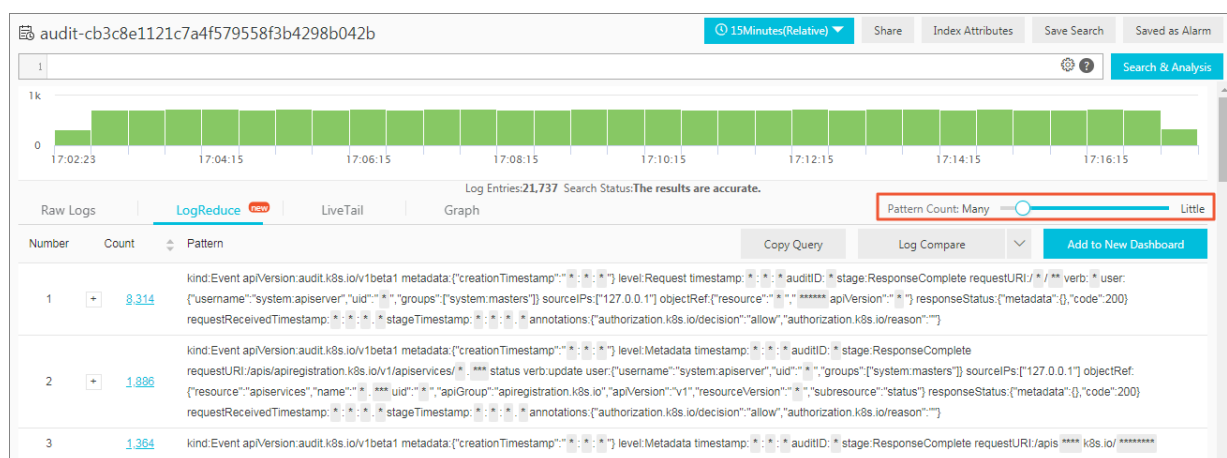 audit-cb3c8e1121c7a4f579558f3b4298b042b
15Minutes(Relative) Share Index Attributes Save Search Saved as Alarm
1 Search & Analysis
1k
0
17:02:23 17:04:15 17:06:15 17:08:15 17:10:15 17:12:15 17:14:15 17:16:15
Log Entries:21,737 Search Status:The results are accurate.
Raw Logs LogReduce new LiveTail Graph Pattern Count: Many Little
Number Count Pattern Copy Query Log Compare Add to New Dashboard
kind:Event apiVersion:audit.k8s.io/v1beta1 metadata:{"creationTimestamp":" * : * : * "} level:Request timestamp: * : * : * auditID: * stage:ResponseComplete requestURI:/ * / ** verb: * user:
1 + 8,314 {"username":"system:apiserver","uid":" * ","groups":["system:masters"]} sourceIPs:["127.0.0.1"] objectRef:{"resource":" * "," ****** apiVersion":" * "} responseStatus:{"metadata":{},"code":200}
requestReceivedTimestamp: * : * : * . * stageTimestamp: * : * : * . * annotations:{"authorization.k8s.io/decision":"allow","authorization.k8s.io/reason":""}
kind:Event apiVersion:audit.k8s.io/v1beta1 metadata:{"creationTimestamp":" * : * : * "} level:Metadata timestamp: * : * : * auditID: * stage:ResponseComplete
requestURI:/apis/apiregistration.k8s.io/v1/apiservices/ * . *** status verb:update user:{"username":"system:apiserver","uid":" * ","groups":["system:masters"]} sourceIPs:["127.0.0.1"] objectRef:
2 + 1,886 {"resource":"apiservices","name":" * . *** uid":" * ","apiGroup":"apiregistration.k8s.io","apiVersion":"v1","resourceVersion":" * ","subresource":"status"} responseStatus:{"metadata":{},"code":200}
requestReceivedTimestamp: * : * : * . * stageTimestamp: * : * : * . * annotations:{"authorization.k8s.io/decision":"allow","authorization.k8s.io/reason":""}
3 1,364 kind:Event apiVersion:audit.k8s.io/v1beta1 metadata:{"creationTimestamp":" * : * : * "} level:Metadata timestamp: * : * : * auditID: * stage:ResponseComplete requestURI:/apis **** k8s.io/ ********